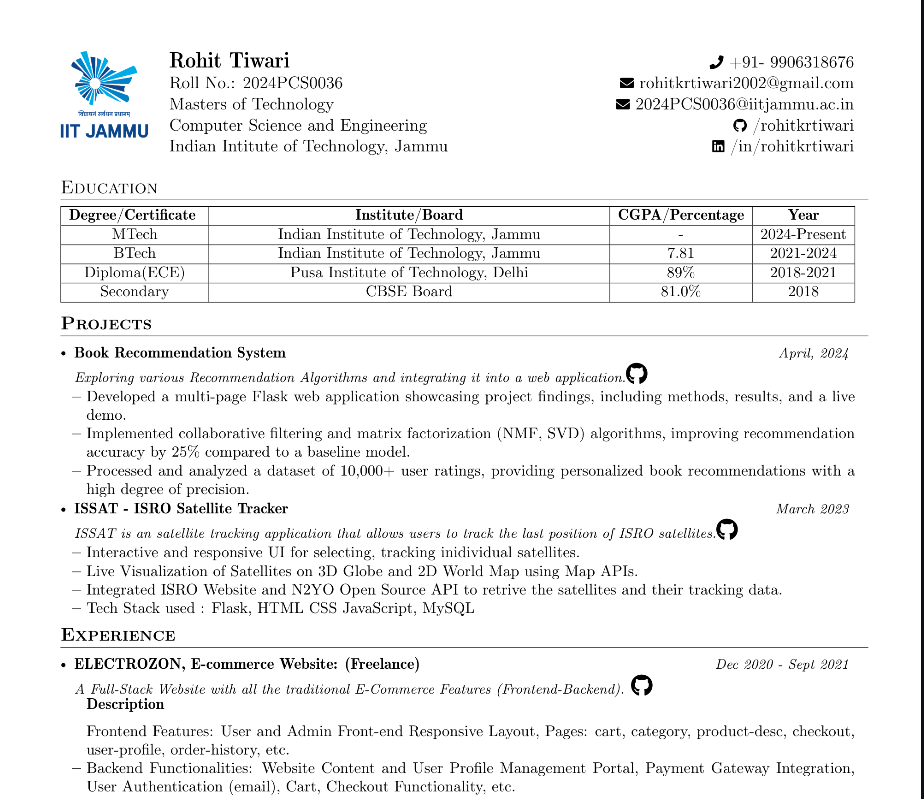 Rohit Tiwari
Roll No.: 2024PCS0036
Masters of Technology
Computer Science and Engineering
Indian Intitute of Technology, Jammu
विद्यायां सर्वधनं प्रधानम्
IIT JAMMU
+91- 9906318676
rohitkrtiwari2002@gmail.com
2024PCS0036@iitjammu.ac.in
/rohitkrtiwari
/in/rohitkrtiwari
EDUCATION
Degree/Certificate Institute/Board CGPA/Percentage Year
MTech Indian Institute of Technology, Jammu - 2024-Present
BTech Indian Institute of Technology, Jammu 7.81 2021-2024
Diploma(ECE) Pusa Institute of Technology, Delhi 89% 2018-2021
Secondary CBSE Board 81.0% 2018
PROJECTS
• Book Recommendation System April, 2024
Exploring various Recommendation Algorithms and integrating it into a web application.
– Developed a multi-page Flask web application showcasing project findings, including methods, results, and a live
demo.
– Implemented collaborative filtering and matrix factorization (NMF, SVD) algorithms, improving recommendation
accuracy by 25% compared to a baseline model.
– Processed and analyzed a dataset of 10,000+ user ratings, providing personalized book recommendations with a
high degree of precision.
• ISSAT - ISRO Satellite Tracker March 2023
ISSAT is an satellite tracking application that allows users to track the last position of ISRO satellites.
– Interactive and responsive UI for selecting, tracking inidividual satellites.
– Live Visualization of Satellites on 3D Globe and 2D World Map using Map APIs.
– Integrated ISRO Website and N2YO Open Source API to retrive the satellites and their tracking data.
– Tech Stack used : Flask, HTML CSS JavaScript, MySQL
EXPERIENCE
• ELECTROZON, E-commerce Website: (Freelance) Dec 2020 - Sept 2021
A Full-Stack Website with all the traditional E-Commerce Features (Frontend-Backend).
Description
Frontend Features: User and Admin Front-end Responsive Layout, Pages: cart, category, product-desc, checkout,
user-profile, order-history, etc.
– Backend Functionalities: Website Content and User Profile Management Portal, Payment Gateway Integration,
User Authentication (email), Cart, Checkout Functionality, etc.